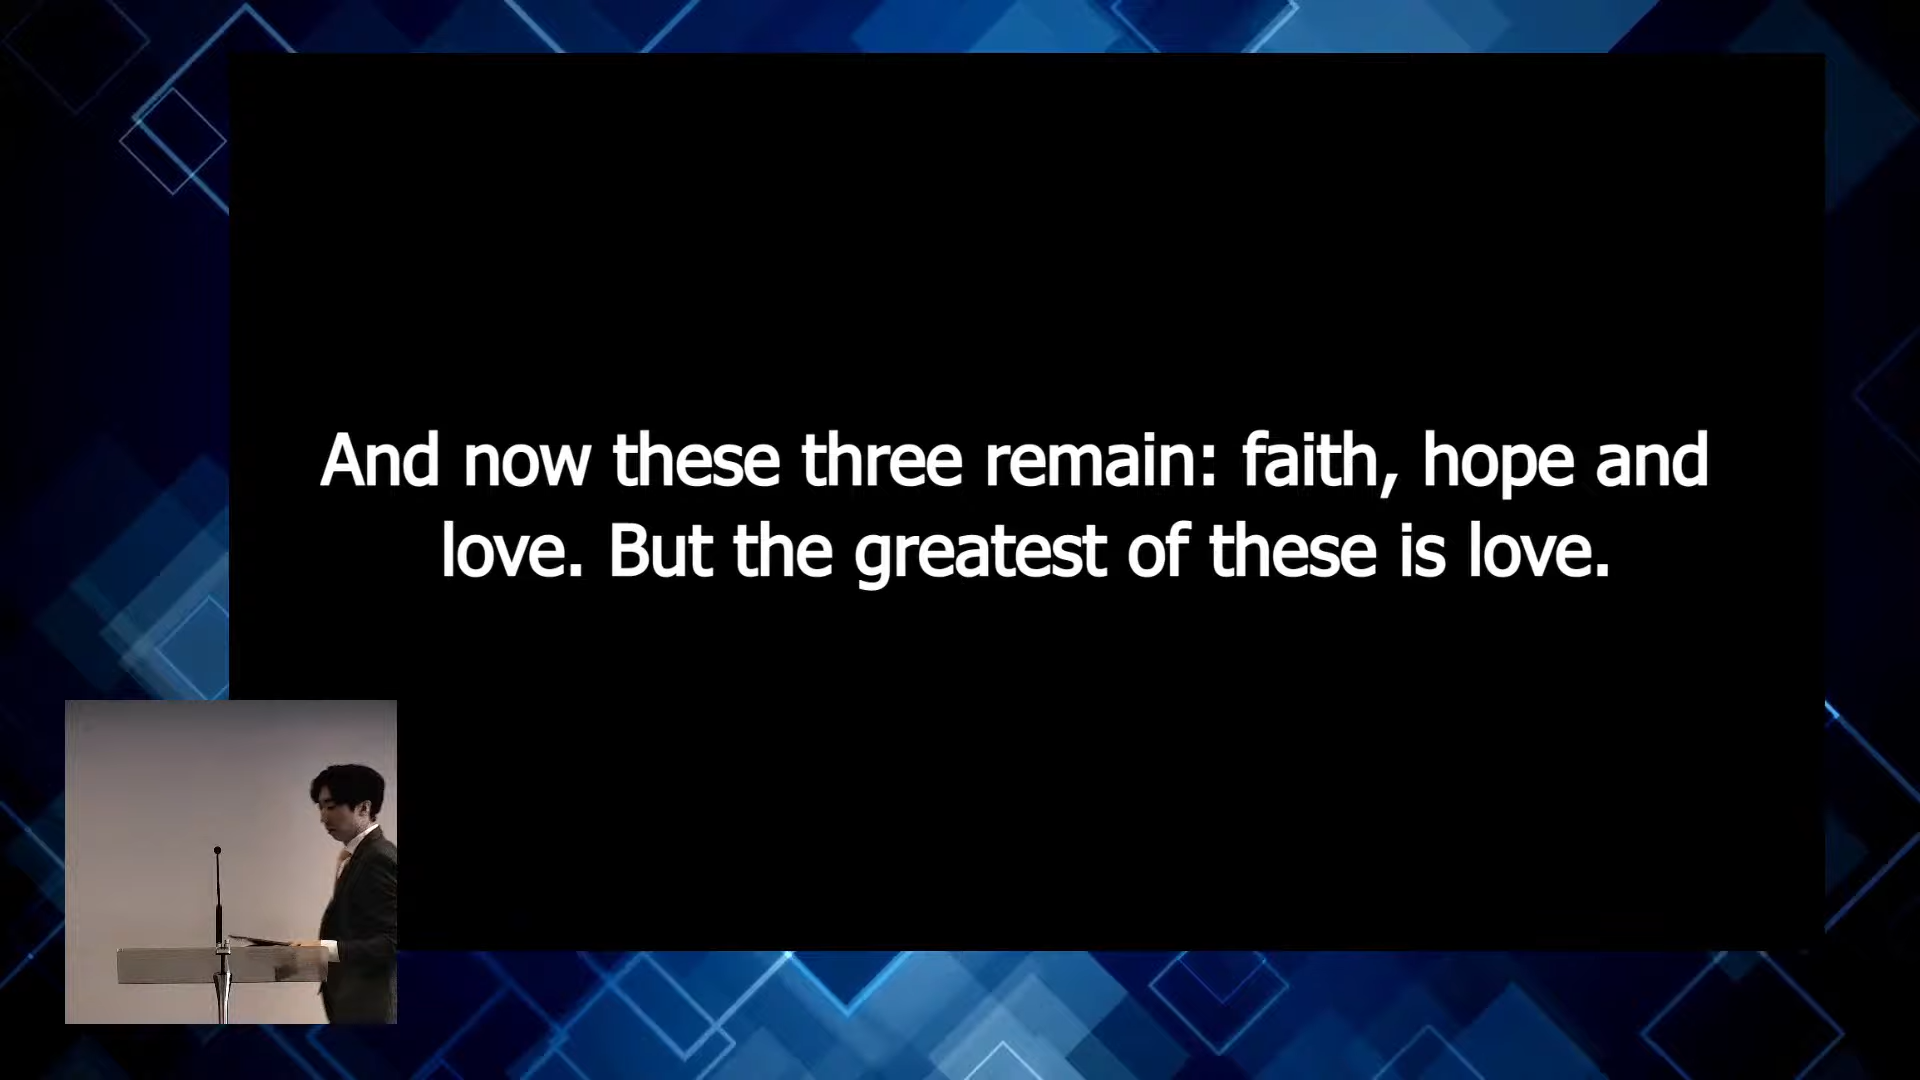 And now these three remain: faith, hope and
love. But the greatest of these is love.